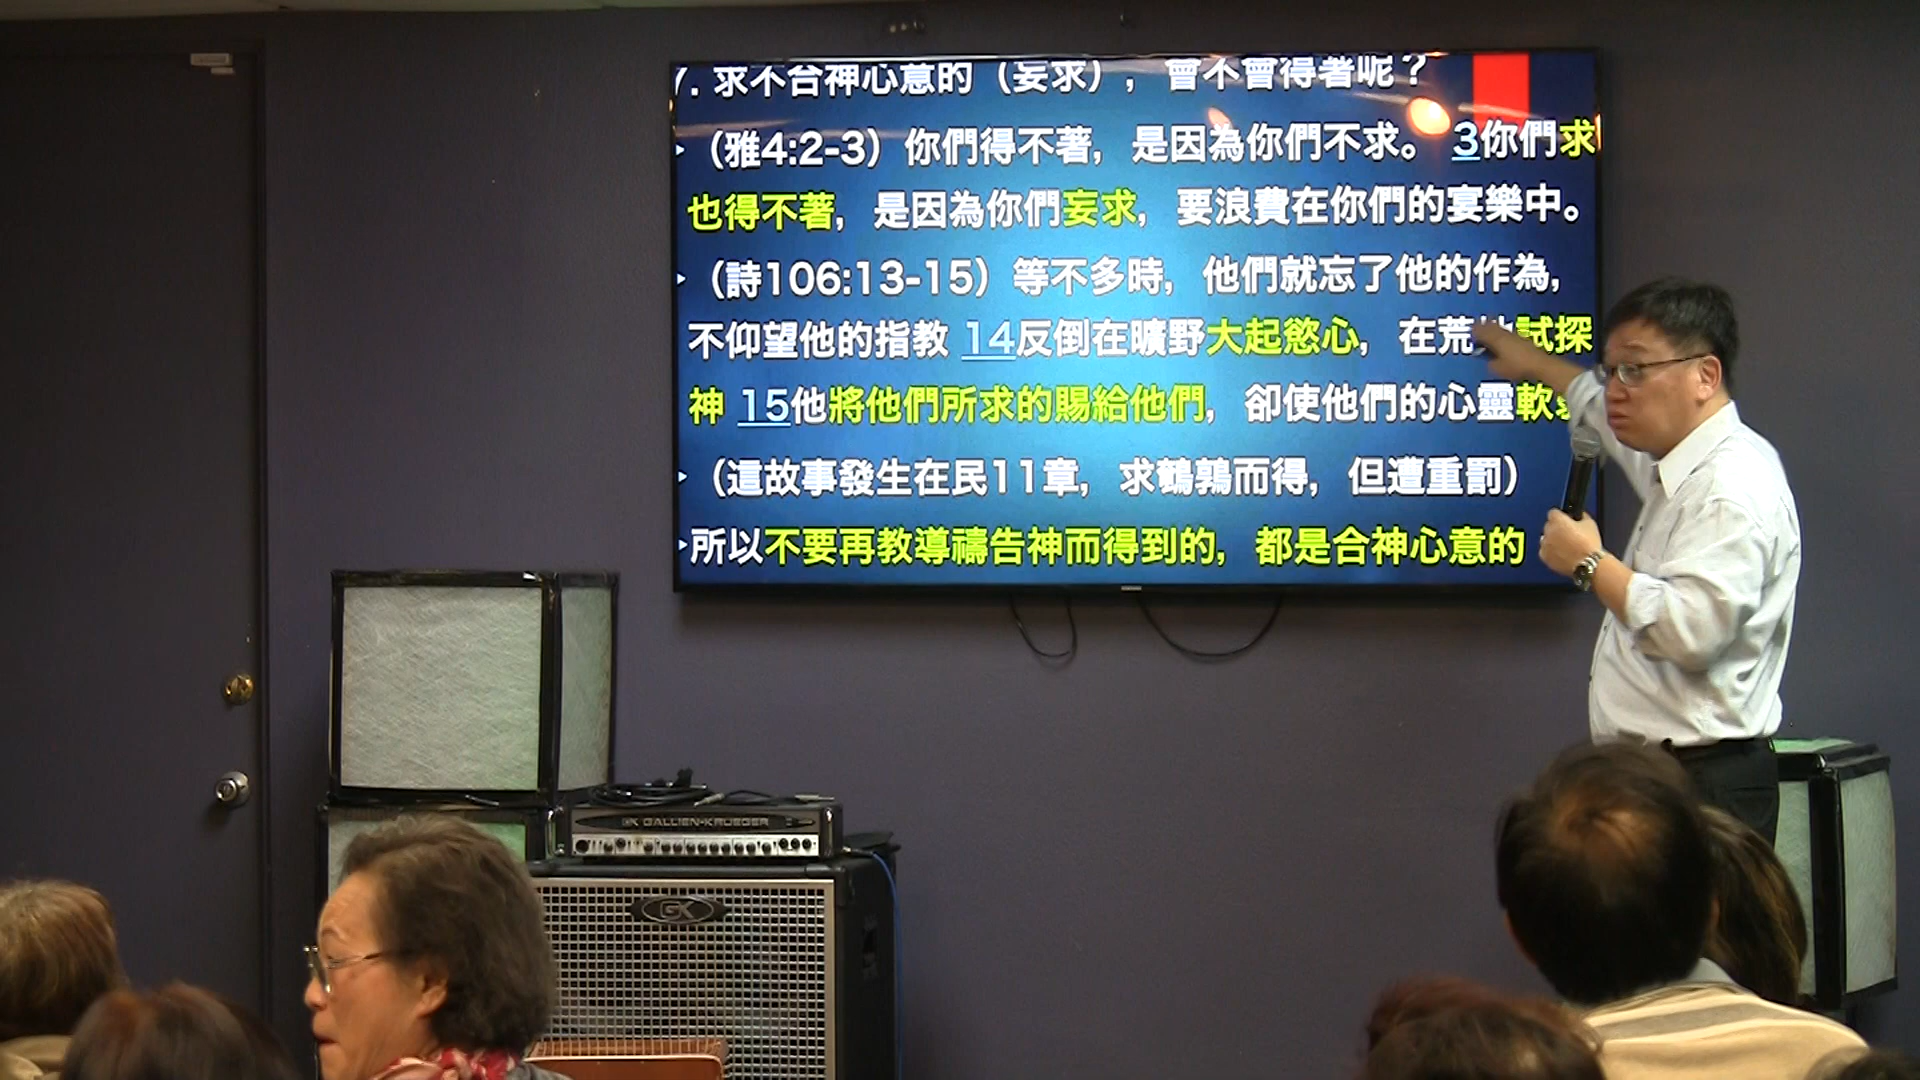 7. 求不合神心意的（妄求），會不會得著呢？
（雅4:2-3）你們得不著，是因為你們不求。 3你們求
也得不著，是因為你們妄求，要浪費在你們的宴樂中。
（詩106:13-15）等不多時，他們就忘了他的作為，
不仰望他的指教 14反倒在曠野大起慾心，在荒地試探
神 15他將他們所求的賜給他們，卻使他們的心靈軟弱
（這故事發生在民11章，求鵪鶉而得，但遭重罰）
所以不要再教導禱告神而得到的，都是合神心意的
GK GALLIEN-KRUEGER
GK